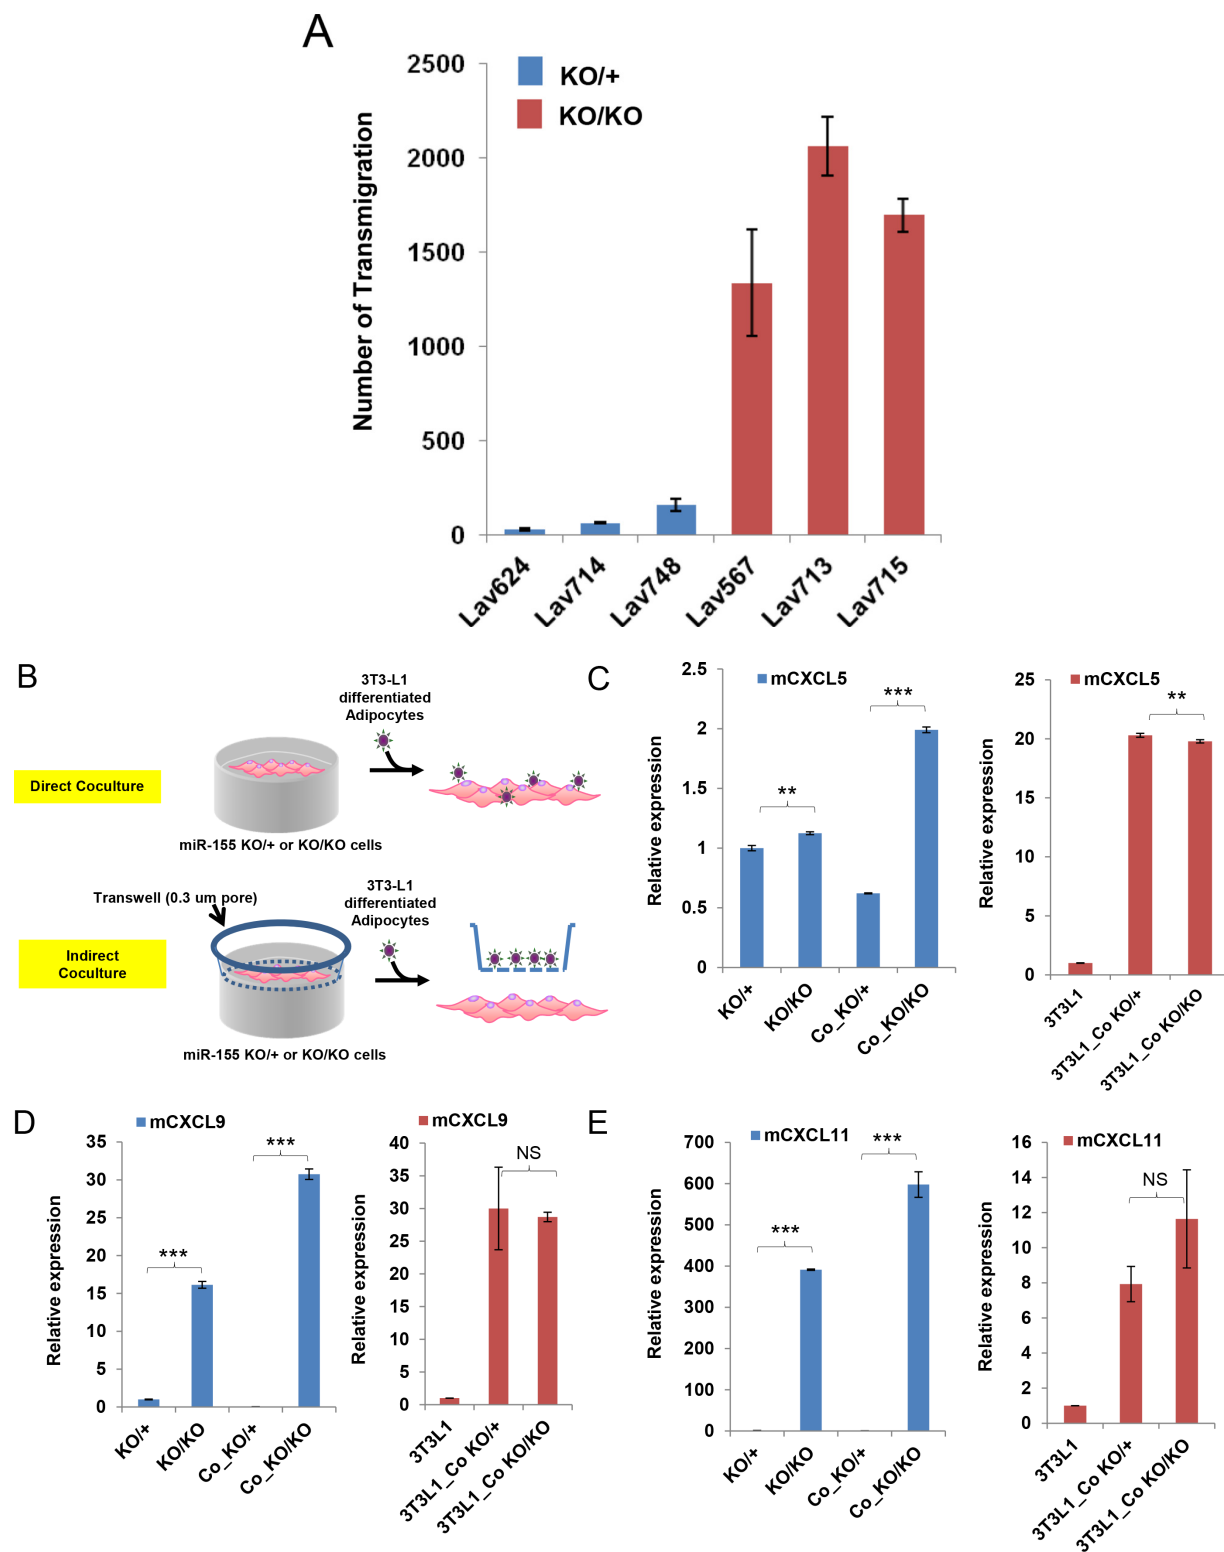 A
2500
2000
1500
1000
500
0
Number of Transmigration
KO/+
KO/KO
Lav624
Lav714
Lav748
Lav567
Lav713
Lav715
B
3T3-L1
differentiated
Adipocytes
Direct Coculture
miR-155 KO/+ or KO/KO cells
Transwell (0.3 um pore)
3T3-L1
differentiated
Adipocytes
Indirect
Coculture
miR-155 KO/+ or KO/KO cells
C
mCXCL5
2.5
2
1.5
1
0.5
0
Relative expression
**
***
KO/+
KO/KO
Co_KO/+
Co_KO/KO
mCXCL5
25
20
15
10
5
0
Relative expression
**
3T3L1
3T3L1_Co KO/+
3T3L1_Co KO/KO
D
mCXCL9
35
30
25
20
15
10
5
0
Relative expression
***
***
KO/+
KO/KO
Co_KO/+
Co_KO/KO
mCXCL9
40
35
30
25
20
15
10
5
0
Relative expression
NS
3T3L1
3T3L1_Co KO/+
3T3L1_Co KO/KO
E
mCXCL11
700
600
500
400
300
200
100
0
Relative expression
***
***
KO/+
KO/KO
Co_KO/+
Co_KO/KO
mCXCL11
16
14
12
10
8
6
4
2
0
Relative expression
NS
3T3L1
3T3L1_Co KO/+
3T3L1_Co KO/KO